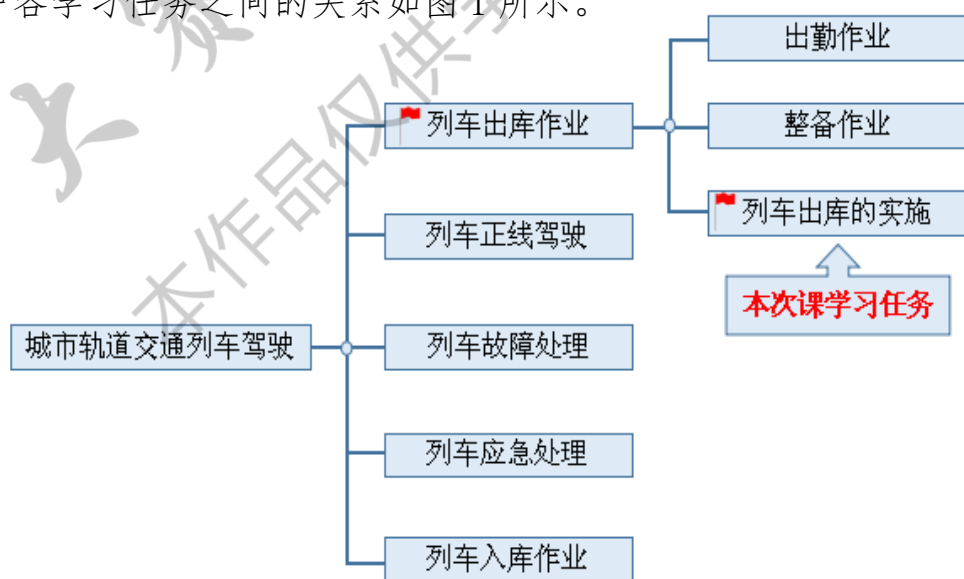 各学习任务之间的关系如图1所示。
出勤作业
列车出库作业
整备作业
列车出库的实施
列车正线驾驶
本次课学习任务
城市轨道交通列车驾驶
列车故障处理
列车应急处理
列车入库作业
本作品仅供